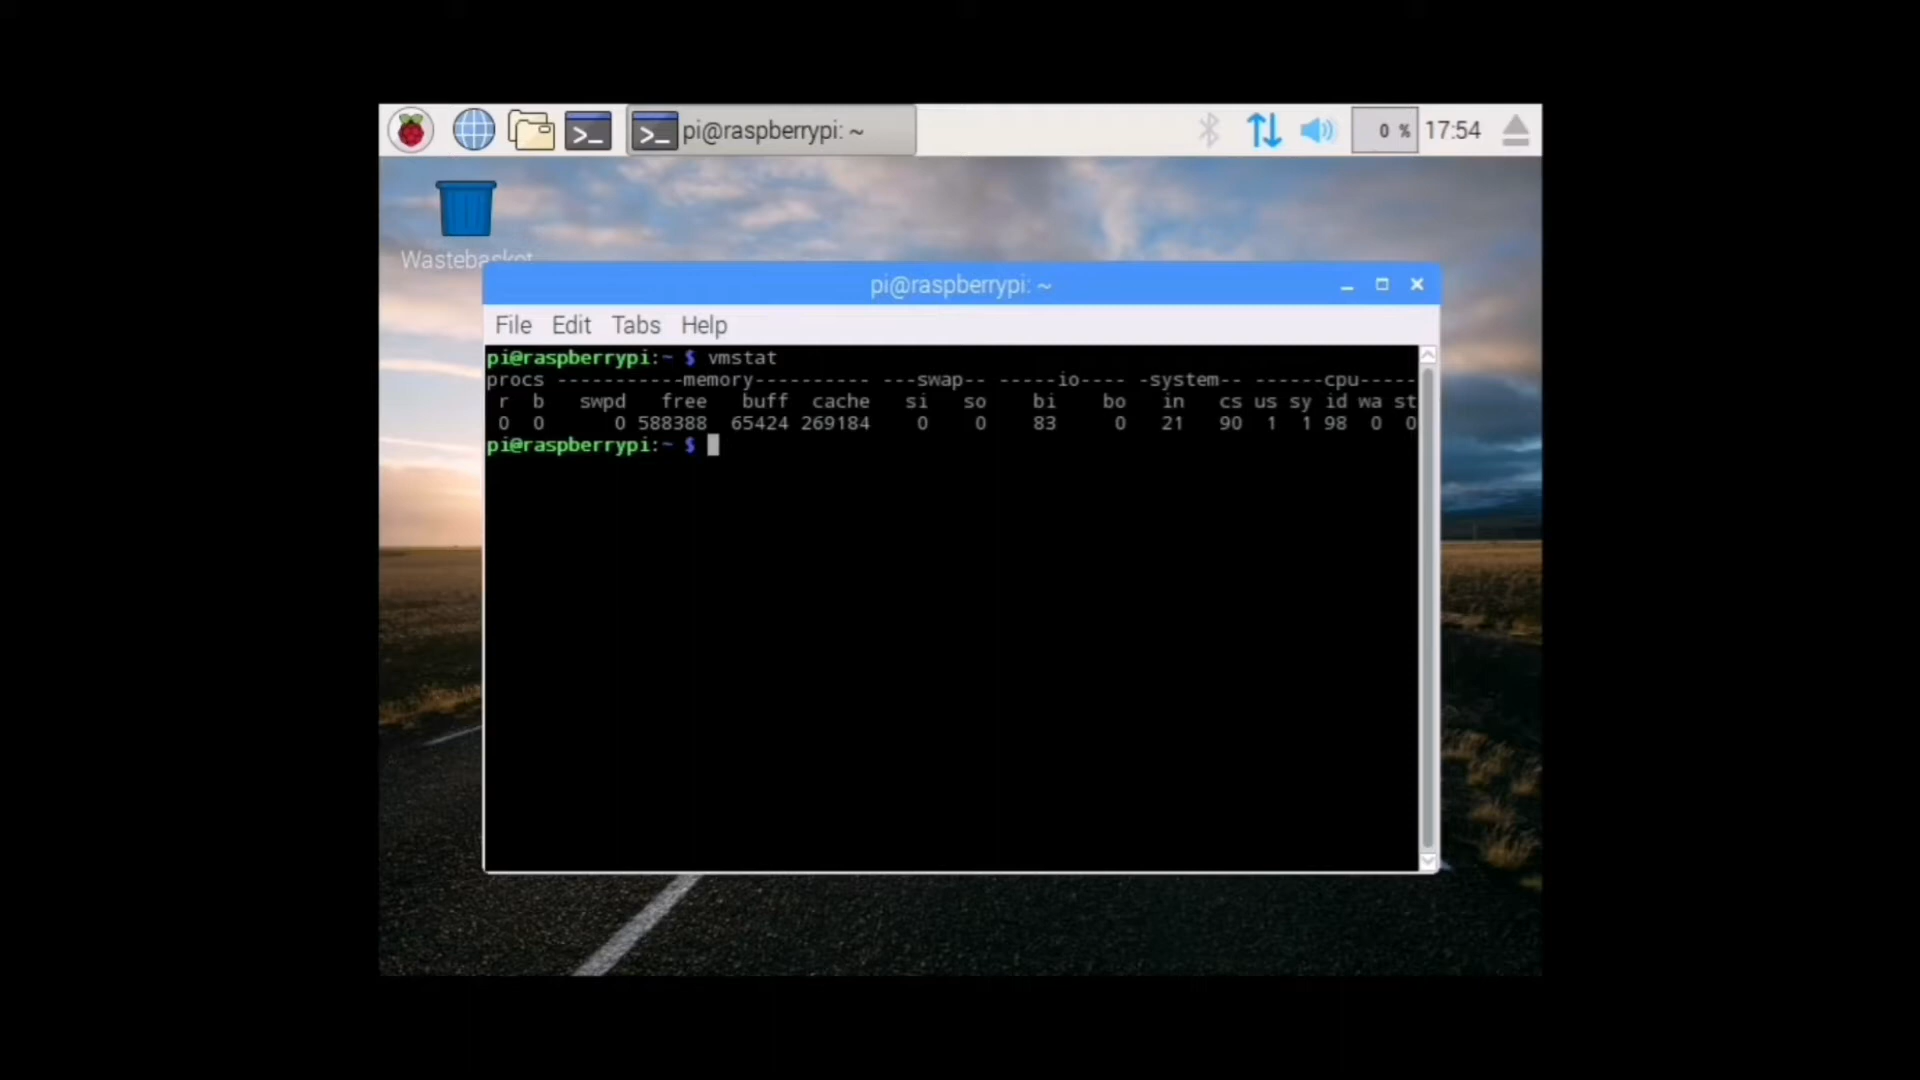 pi@raspberrypi: ~ 0 % 17:54
Wastebasket
pi@raspberrypi: ~
File Edit Tabs Help
pi@raspberrypi:~ $ vmstat
procs -----------memory---------- ---swap-- -----io---- -system-- ------cpu-----
r b swpd free buff cache si so bi bo in cs us sy id wa st
0 0 0 588388 65424 269184 0 0 83 0 21 90 1 1 98 0 0
pi@raspberrypi:~ $